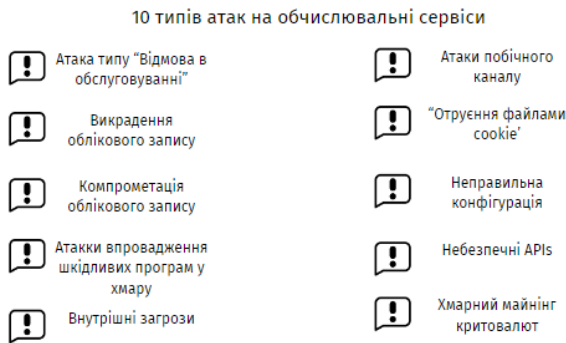 10 типів атак на обчислювальні сервіси
Атака типу “Відмова в
обслуговуванні”
Викрадення
облікового запису
Компрометація
облікового запису
Атакки впровадження
шкідливих програм у
хмару
Внутрішні загрози
Атаки побічного
каналу
“Отруєння файлами
cookie’
Неправильна
конфігурація
Небезпечні APIs
Хмарний майнінг
критовалют